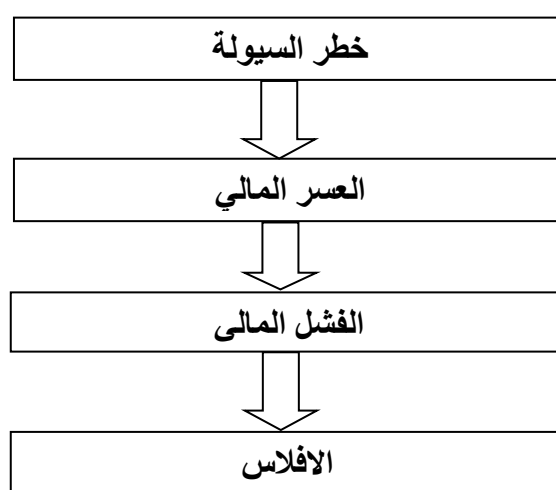 خطر السيولة
العسر المالي
الفشل المالى
الافلاس